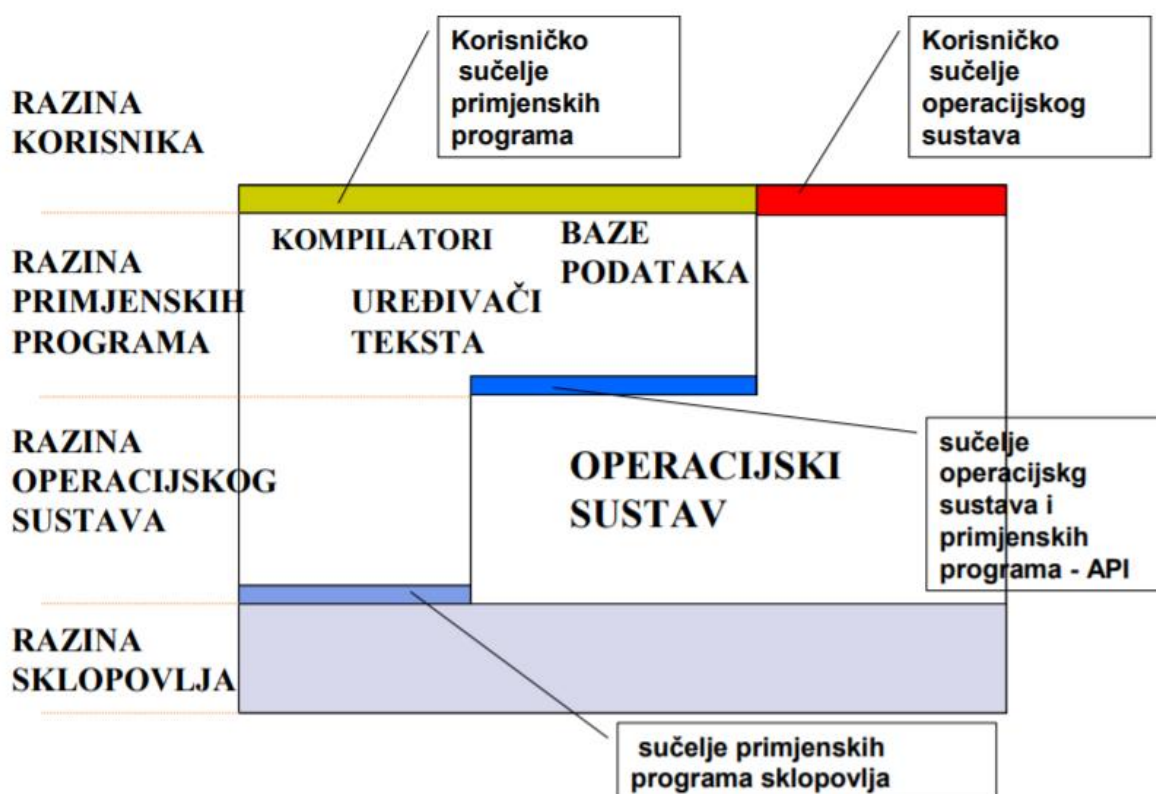 Korisničko
sučelje
primjenskih
programa
Korisničko
sučelje
operacijskog
sustava
RAZINA
KORISNIKA
KOMPILATORI
BAZE
PODATAKA
RAZINA
PRIMJENSKIH
PROGRAMA
UREĐIVAČI
TEKSTA
RAZINA
OPERACIJSKOG
SUSTAVA
OPERACIJSKI
SUSTAV
sučelje
operacijskg
sustava i
primjenskih
programa - API
RAZINA
SKLOPOVLJA
sučelje primjenskih
programa sklopovlja